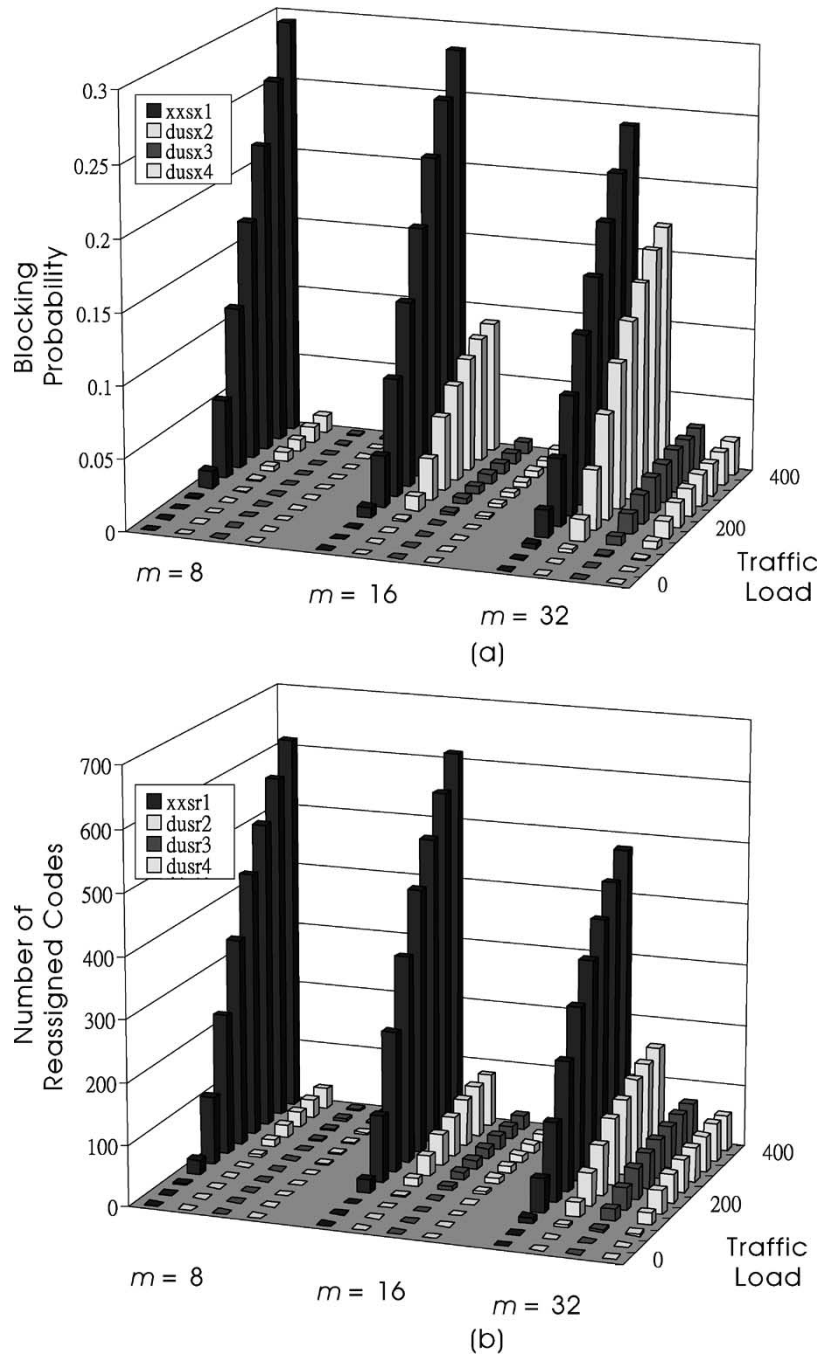 0.3
0.25
0.2
0.15
0.1
0.05
0
xxsx1
dusx2
dusx3
dusx4
Blocking
Probability
400
200
0
Traffic
Load
m = 8
m = 16
m = 32
(a)
700
600
500
400
300
200
100
0
xxsr1
dusr2
dusr3
dusr4
Number of
Reassigned Codes
400
200
0
Traffic
Load
m = 8
m = 16
m = 32
(b)